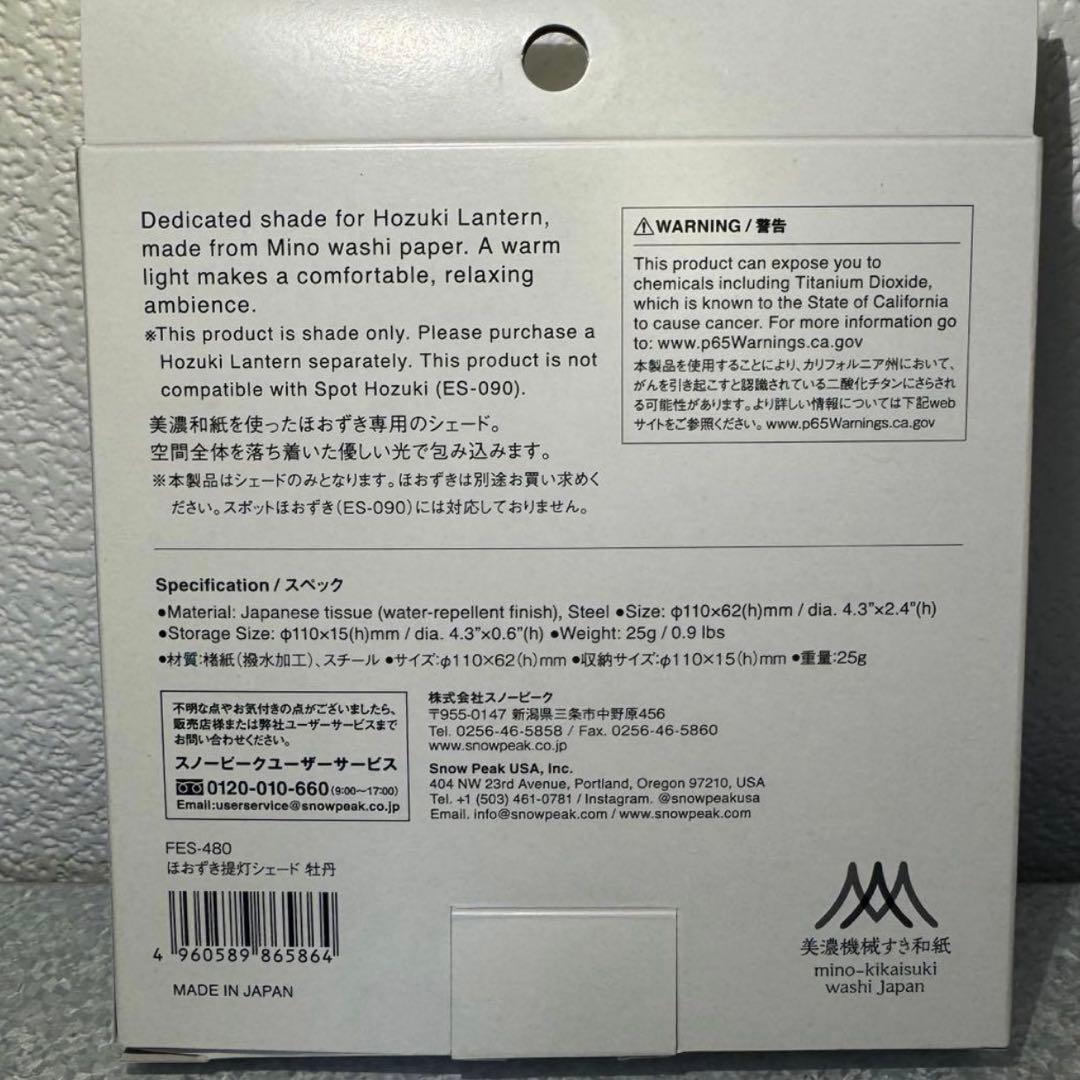 Dedicated shade for Hozuki Lantern,
made from Mino washi paper. A warm
light makes a comfortable, relaxing
ambience.
※This product is shade only. Please purchase a
Hozuki Lantern separately. This product is not
compatible with Spot Hozuki (ES-090).
美濃和紙を使ったほおずき専用のシェード。
空間全体を落ち着いた優しい光で包み込みます。
※本製品はシェードのみとなります。ほおずきは別途お買い求めく
ださい。スポットほおずき(ES-090)には対応しておりません。
⚠WARNING / 警告
This product can expose you to
chemicals including Titanium Dioxide,
which is known to the State of California
to cause cancer. For more information go
to: www.p65Warnings.ca.gov
本製品を使用することにより、カリフォルニア州において、
がんを引き起こすと認識されている二酸化チタンにさらされ
る可能性があります。より詳しい情報については下記web
サイトをご参照ください。www.p65Warnings.ca.gov
Specification / スペック
●Material: Japanese tissue (water-repellent finish), Steel ●Size: φ110×62(h)mm / dia. 4.3"×2.4"(h)
●Storage Size: φ110×15(h)mm / dia. 4.3"×0.6"(h) ●Weight: 25g / 0.9 lbs
●材質:楮紙(撥水加工)、スチール ●サイズ:φ110×62(h)mm ●収納サイズ:φ110×15(h)mm ●重量:25g
不明な点やお気付きの点がございましたら、
販売店様または弊社ユーザーサービスまで
お問い合わせください。
スノーピークユーザーサービス
0120-010-660 (9:00〜17:00)
Email:userservice@snowpeak.co.jp
株式会社スノーピーク
〒955-0147 新潟県三条市中野原456
Tel. 0256-46-5858 / Fax. 0256-46-5860
www.snowpeak.co.jp
Snow Peak USA, Inc.
404 NW 23rd Avenue, Portland, Oregon 97210, USA
Tel. +1 (503) 461-0781 / Instagram. @snowpeakusa
Email. info@snowpeak.com / www.snowpeak.com
FES-480
ほおずき提灯シェード 牡丹
4 960589 865864
MADE IN JAPAN
美濃機械すき和紙
mino-kikaisuki
washi Japan